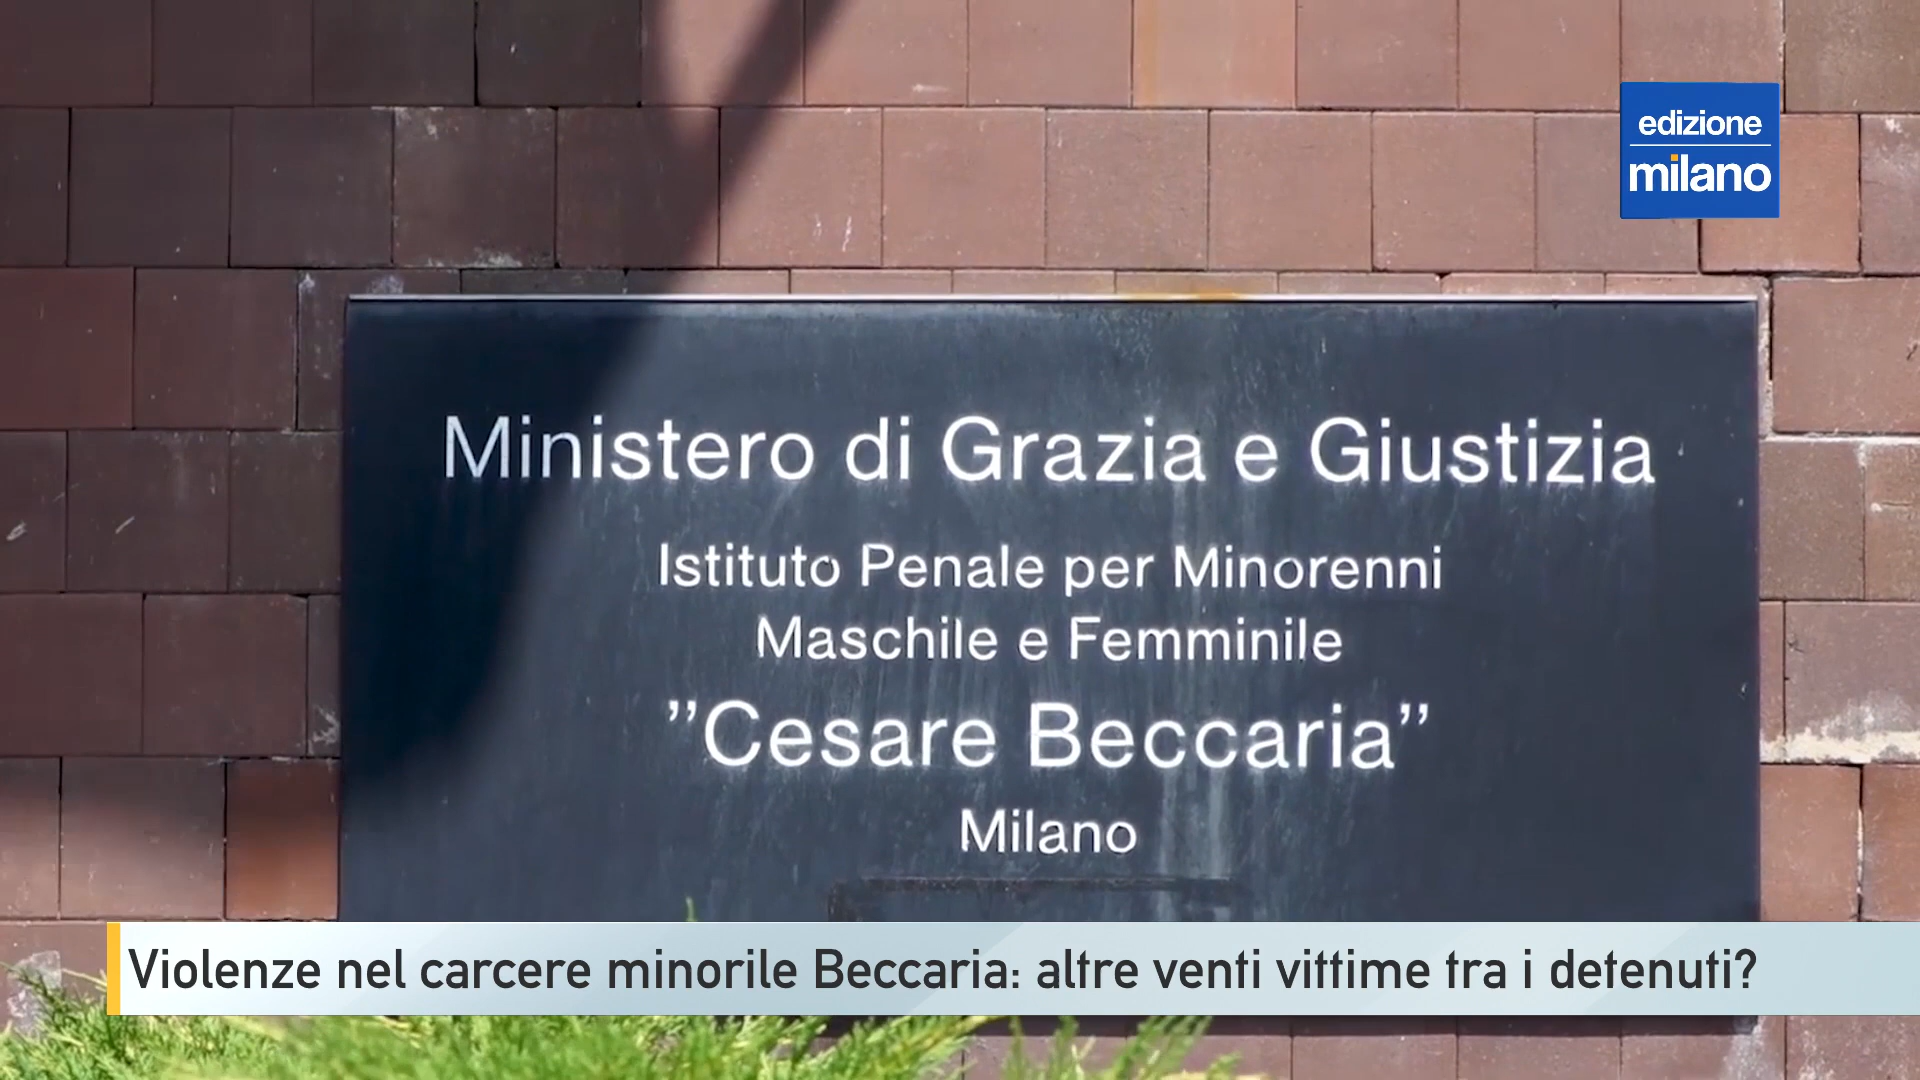 edizione
milano
Ministero di Grazia e Giustizia
Istituto Penale per Minorenni
Maschile e Femminile
"Cesare Beccaria"
Milano
Violenze nel carcere minorile Beccaria: altre venti vittime tra i detenuti?